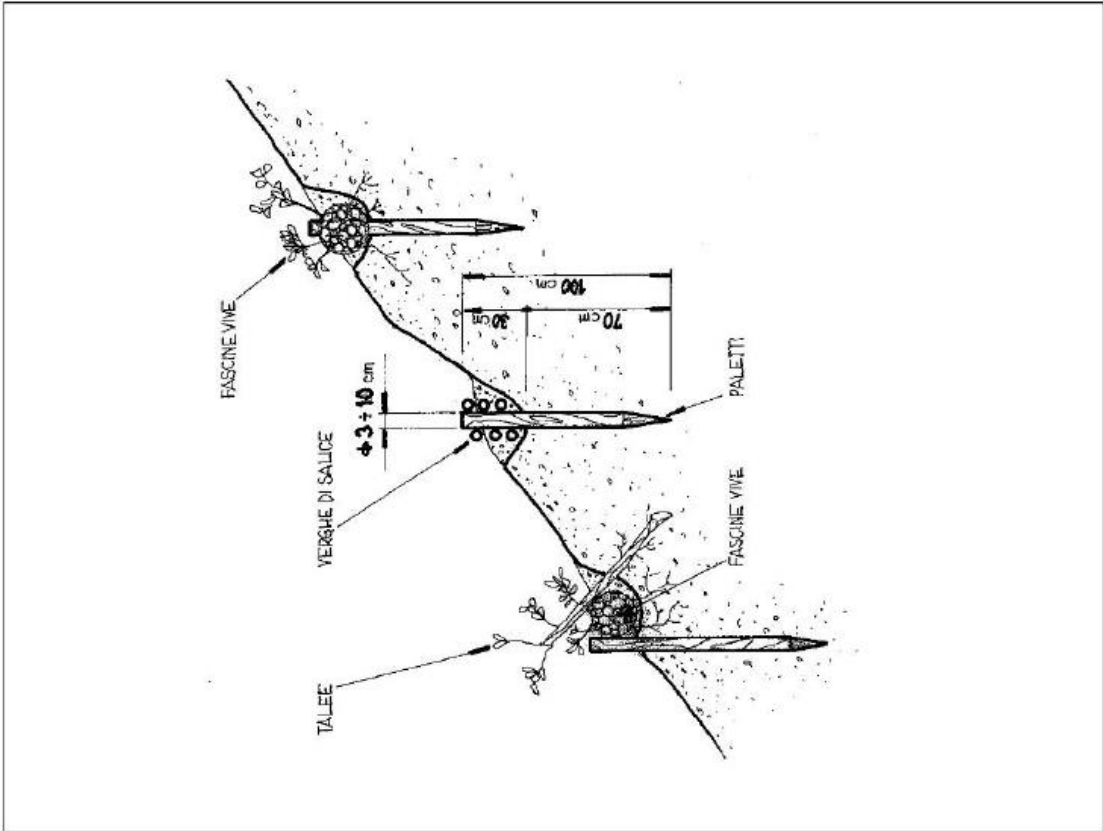 FASCINE VIVE
VERGHE DI SALICE
TALEE
ϕ 3 ÷ 10 cm
30 cm
70 cm
100 cm
PALETTI
FASCINE VIVE